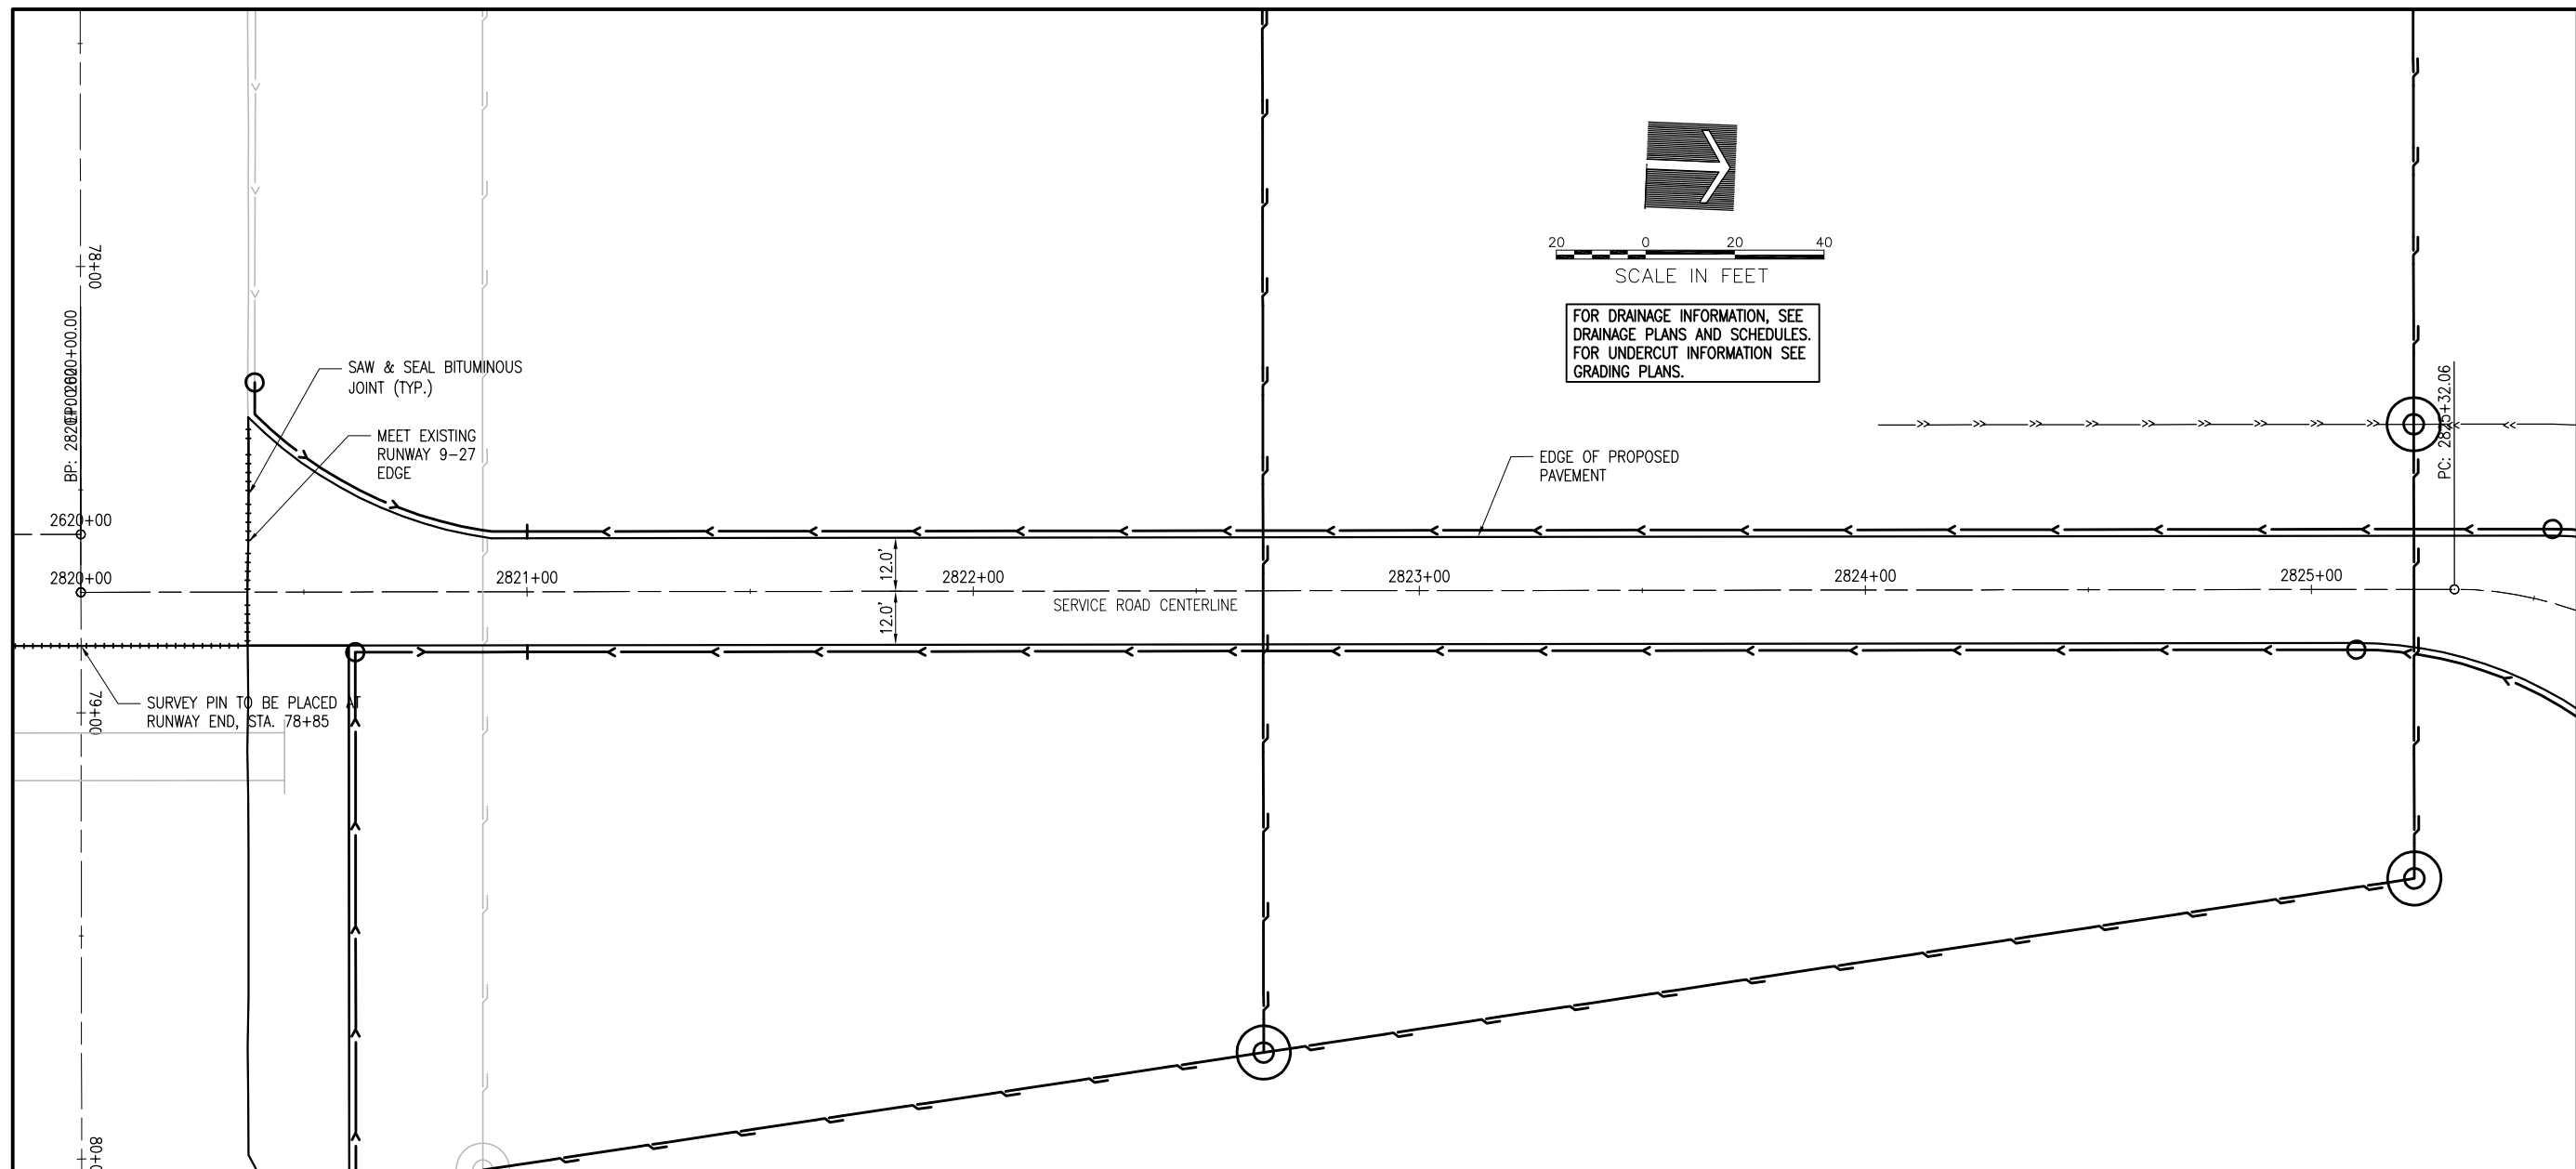 78+00
BP: 2820+00.00
20 0 20 40
SCALE IN FEET
FOR DRAINAGE INFORMATION, SEE
DRAINAGE PLANS AND SCHEDULES.
FOR UNDERCUT INFORMATION SEE
GRADING PLANS.
SAW & SEAL BITUMINOUS
JOINT (TYP.)
MEET EXISTING
RUNWAY 9-27
EDGE
EDGE OF PROPOSED
PAVEMENT
PC: 2825+32.06
2620+00
2820+00
2821+00
2822+00
2823+00
2824+00
2825+00
12.0'
12.0'
SERVICE ROAD CENTERLINE
SURVEY PIN TO BE PLACED AT
RUNWAY END, STA. 78+85
79+00